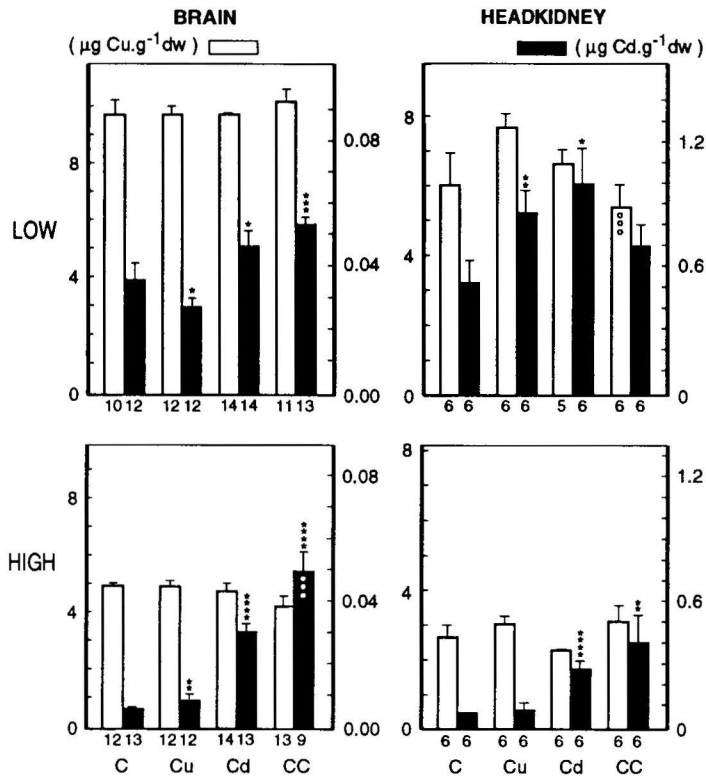 BRAIN
HEADKIDNEY
( µg Cu.g⁻¹dw )
( µg Cd.g⁻¹dw )
LOW
8
4
0
0.08
0.04
0.00
*
*
***
10 12 12 12 14 14 11 13
8
4
0
1.2
0.6
0
**
*
ooo
6 6 6 6 5 6 6 6
HIGH
8
4
0
0.08
0.04
0.00
**
****
****
ooo
12 13 12 12 14 13 13 9
C Cu Cd CC
8
4
0
1.2
0.6
0
****
**
6 6 6 6 6 6 6 6
C Cu Cd CC